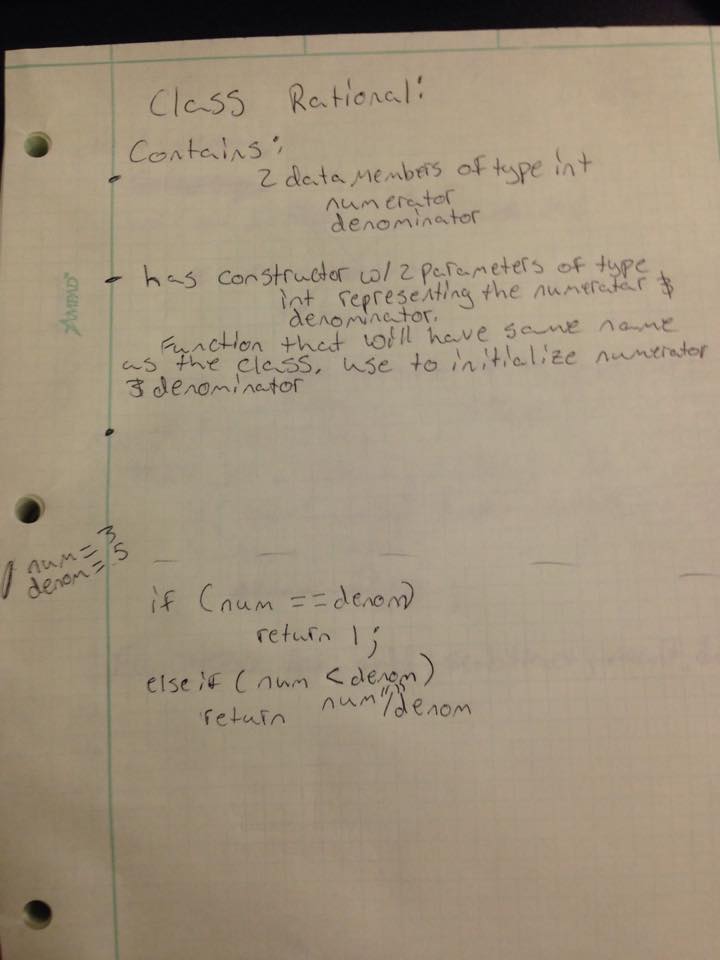 Class Rational:
Contains:
2 data members of type int
numerator
denominator
AMPAD
- has constructor w/ 2 parameters of type
int representing the numerator &
denominator.
Function that will have same name
as the class, use to initialize numerator
& denominator
num = 3
denom = 5
if (num == denom)
return 1;
else if (num < denom)
return num"/"denom